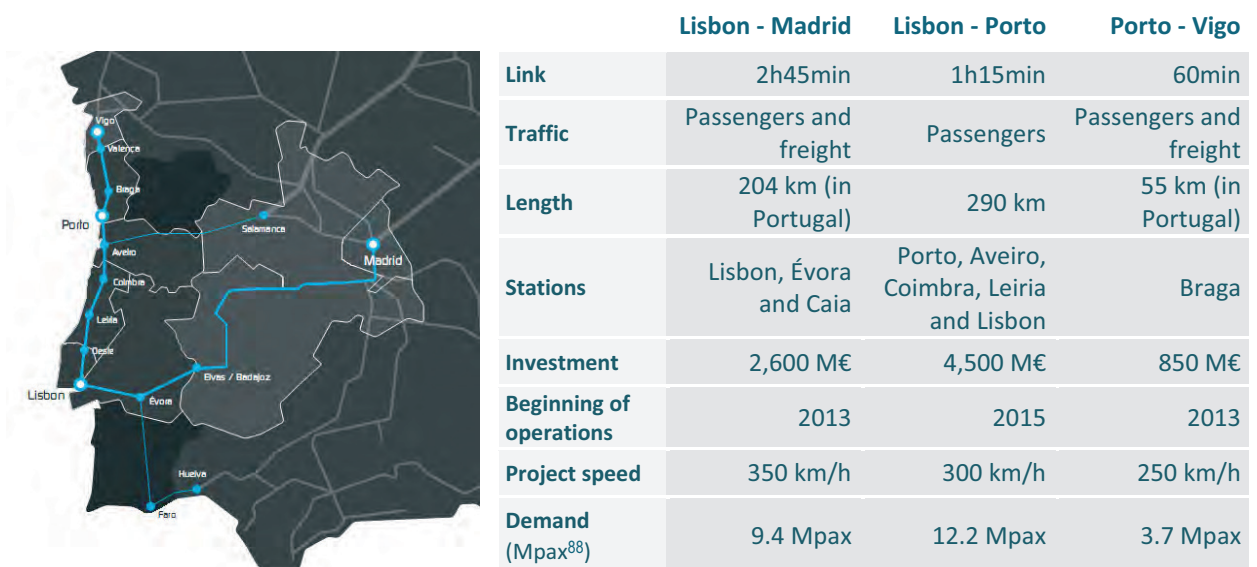 Vigo
Valença
Braga
Porto
Aveiro
Salamanca
Madrid
Coimbra
Leiria
Oeste
Lisbon
Elvas / Badajoz
Évora
Huelva
Faro
Lisbon - Madrid Lisbon - Porto Porto - Vigo
Link 2h45min 1h15min 60min
Traffic Passengers and freight Passengers Passengers and freight
Length 204 km (in Portugal) 290 km 55 km (in Portugal)
Stations Lisbon, Évora and Caia Porto, Aveiro, Coimbra, Leiria and Lisbon Braga
Investment 2,600 M€ 4,500 M€ 850 M€
Beginning of operations 2013 2015 2013
Project speed 350 km/h 300 km/h 250 km/h
Demand (Mpax88) 9.4 Mpax 12.2 Mpax 3.7 Mpax